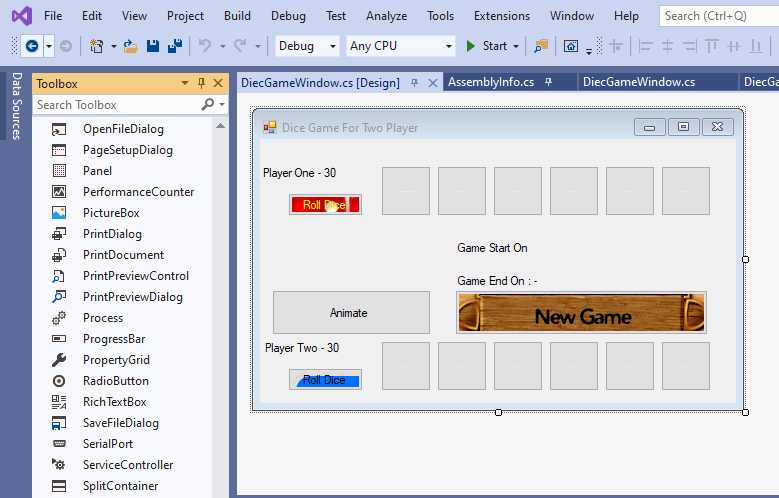 File Edit View Project Build Debug Test Analyze Tools Extensions Window Help Search (Ctrl+Q)
Debug Any CPU Start
Data Sources
Toolbox
Search Toolbox
OpenFileDialog
PageSetupDialog
Panel
PerformanceCounter
PictureBox
PrintDialog
PrintDocument
PrintPreviewControl
PrintPreviewDialog
Process
ProgressBar
PropertyGrid
RadioButton
RichTextBox
SaveFileDialog
SerialPort
ServiceController
SplitContainer
DiecGameWindow.cs [Design] AssemblyInfo.cs DiecGameWindow.cs DiecGa
Dice Game For Two Player
Player One - 30
Roll Dice
Game Start On
Game End On : -
Animate
New Game
Player Two - 30
Roll Dice